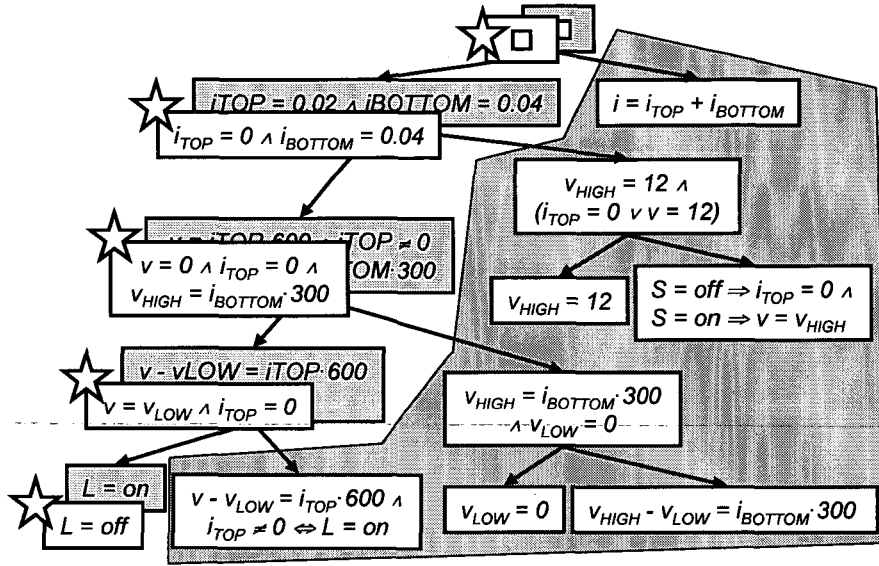 iTOP = 0.02 ∧ iBOTTOM = 0.04
i = i_TOP + i_BOTTOM
i_TOP = 0 ∧ i_BOTTOM = 0.04
v_HIGH = 12 ∧
(i_TOP = 0 ∨ v = 12)
iTOP ≠ 0
v = 0 ∧ i_TOP = 0 ∧
v_HIGH = i_BOTTOM·300
v_HIGH = 12
S = off ⇒ i_TOP = 0 ∧
S = on ⇒ v = v_HIGH
v - vLOW = iTOP·600
v = v_LOW ∧ i_TOP = 0
v_HIGH = i_BOTTOM·300
∧ v_LOW = 0
L = on
L = off
v - v_LOW = i_TOP·600 ∧
i_TOP ≠ 0 ⇔ L = on
v_LOW = 0
v_HIGH - v_LOW = i_BOTTOM·300